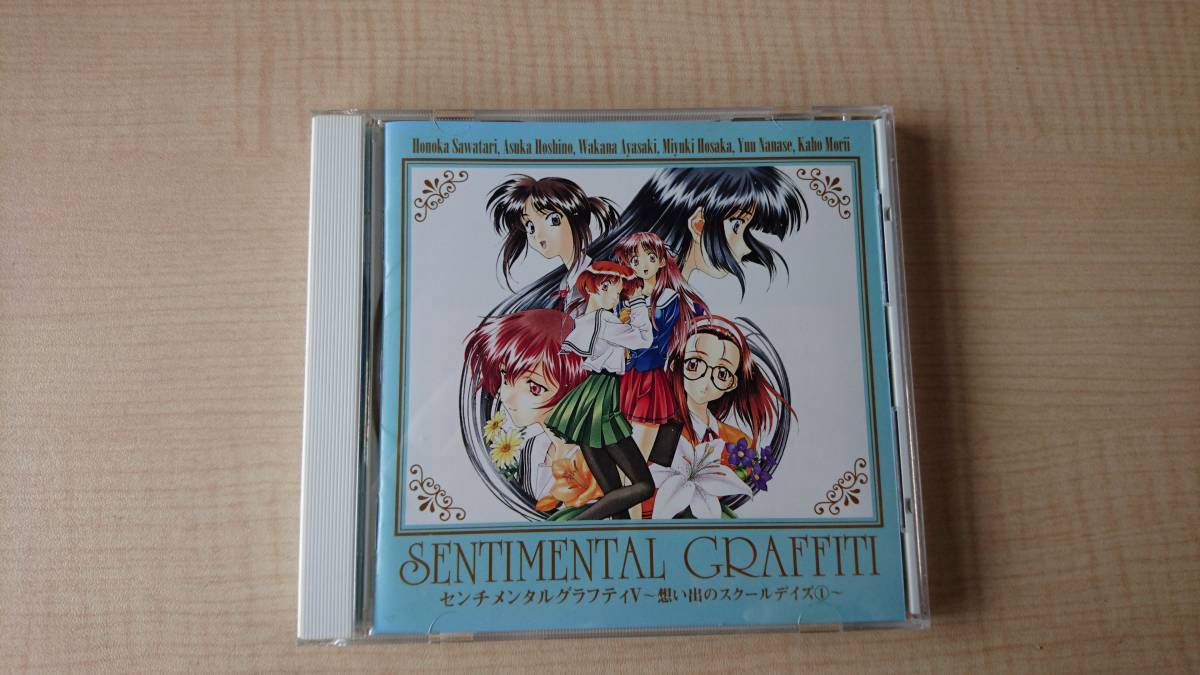 Honoka Sawatari, Asuka Hoshino, Wakana Ayasaki, Miyuki Hosaka, Yuu Nanase, Kaho Morii
SENTIMENTAL GRAFFITI
センチメンタルグラフティV～想い出のスクールデイズ①～